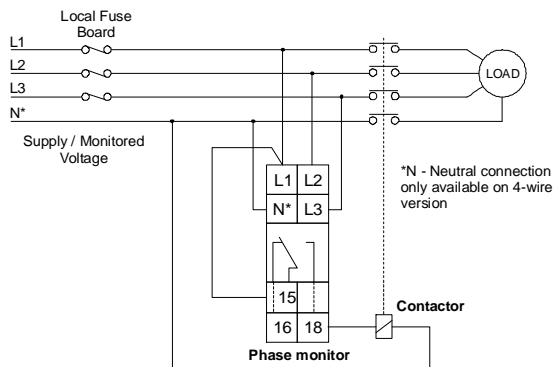 Local Fuse
Board
L1
L2
L3
N*
LOAD
Supply / Monitored
Voltage
*N - Neutral connection
only available on 4-wire
version
L1 L2
N* L3
15
16 18
Contactor
Phase monitor